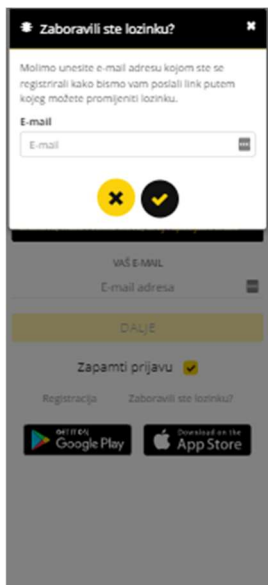 Zaboravili ste lozinku?
Molimo unesite e-mail adresu kojom ste se
registrirali kako bismo vam poslali link putem
kojeg možete promijeniti lozinku.
E-mail
E-mail
VAŠ E-MAIL
E-mail adresa
DALJE
Zapamti prijavu
Registracija Zaboravili ste lozinku?
GET IT ON
Google Play
Download on the
App Store